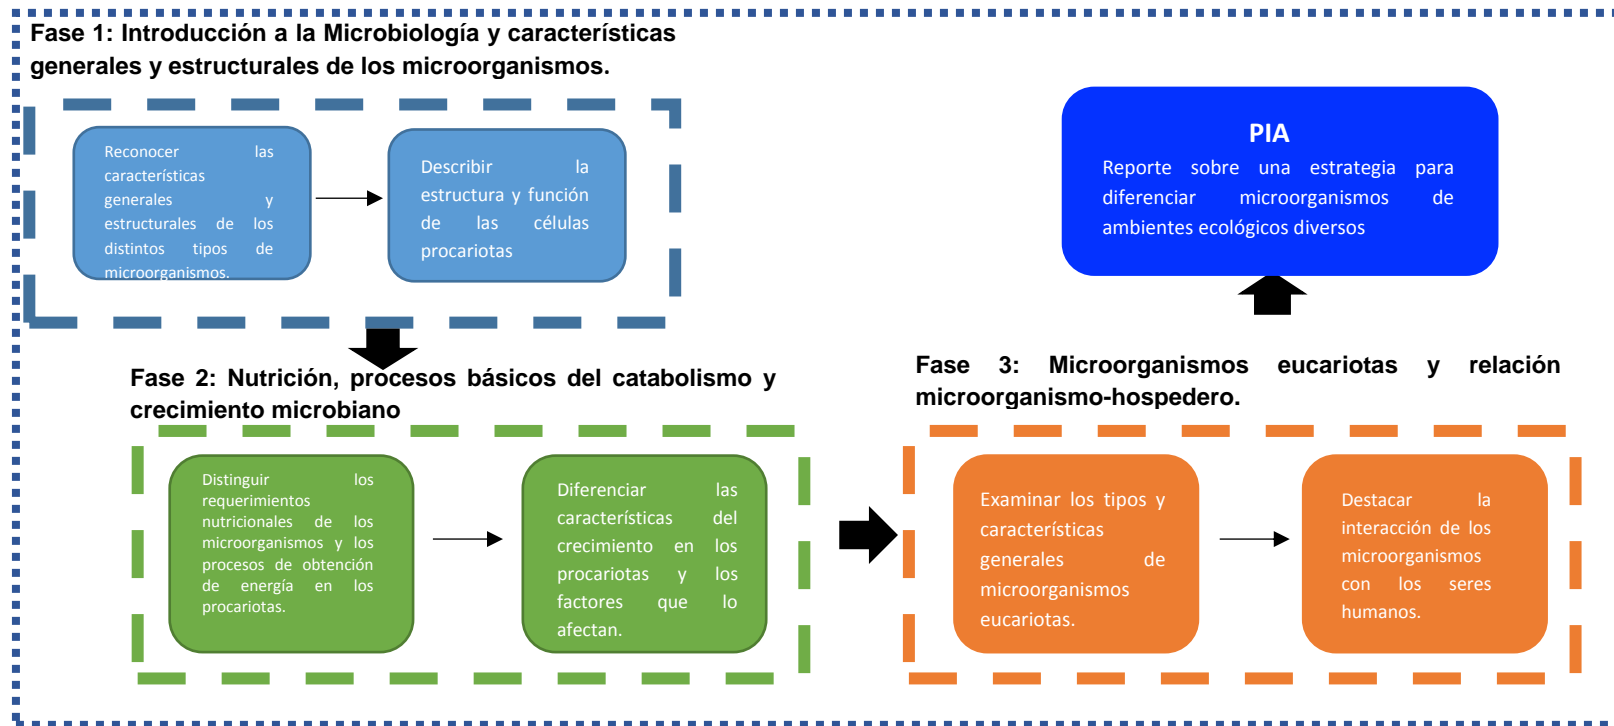 Fase 1: Introducción a la Microbiología y características
generales y estructurales de los microorganismos.
Reconocer las
características
generales y
estructurales de los
distintos tipos de
microorganismos.
Describir la
estructura y función
de las células
procariotas
PIA
Reporte sobre una estrategia para
diferenciar microorganismos de
ambientes ecológicos diversos
Fase 2: Nutrición, procesos básicos del catabolismo y
crecimiento microbiano
Distinguir los
requerimientos
nutricionales de los
microorganismos y los
procesos de obtención
de energía en los
procariotas.
Diferenciar las
características del
crecimiento en los
procariotas y los
factores que lo
afectan.
Fase 3: Microorganismos eucariotas y relación
microorganismo-hospedero.
Examinar los tipos y
características
generales de
microorganismos
eucariotas.
Destacar la
interacción de los
microorganismos
con los seres
humanos.